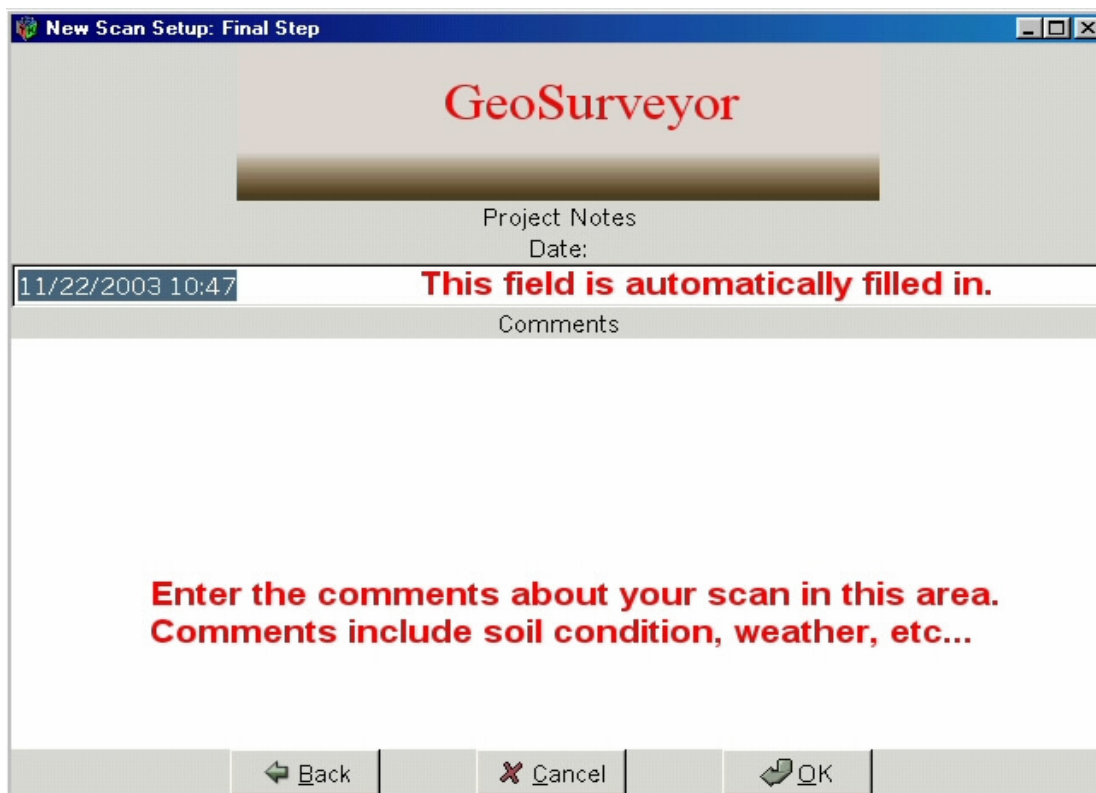 New Scan Setup: Final Step
GeoSurveyor
Project Notes
Date:
11/22/2003 10:47 This field is automatically filled in.
Comments
Enter the comments about your scan in this area.
Comments include soil condition, weather, etc...
Back Cancel OK